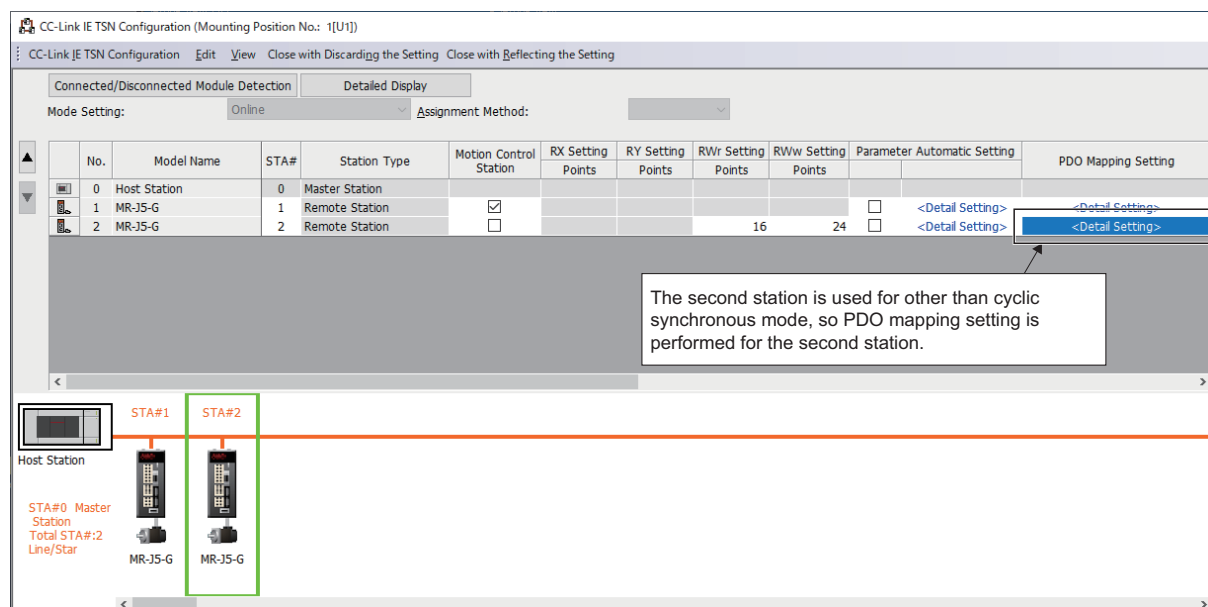 CC-Link IE TSN Configuration (Mounting Position No.: 1[U1])
CC-Link IE TSN Configuration Edit View Close with Discarding the Setting Close with Reflecting the Setting
Connected/Disconnected Module Detection Detailed Display
Mode Setting: Online Assignment Method:
No. Model Name STA# Station Type Motion Control Station RX Setting RY Setting RWr Setting RWw Setting Parameter Automatic Setting PDO Mapping Setting
Points Points Points Points
0 Host Station 0 Master Station
1 MR-J5-G 1 Remote Station <Detail Setting> <Detail Setting>
2 MR-J5-G 2 Remote Station 16 24 <Detail Setting> <Detail Setting>
The second station is used for other than cyclic
synchronous mode, so PDO mapping setting is
performed for the second station.
STA#1 STA#2
Host Station
STA#0 Master
Station
Total STA#:2
Line/Star
MR-J5-G MR-J5-G